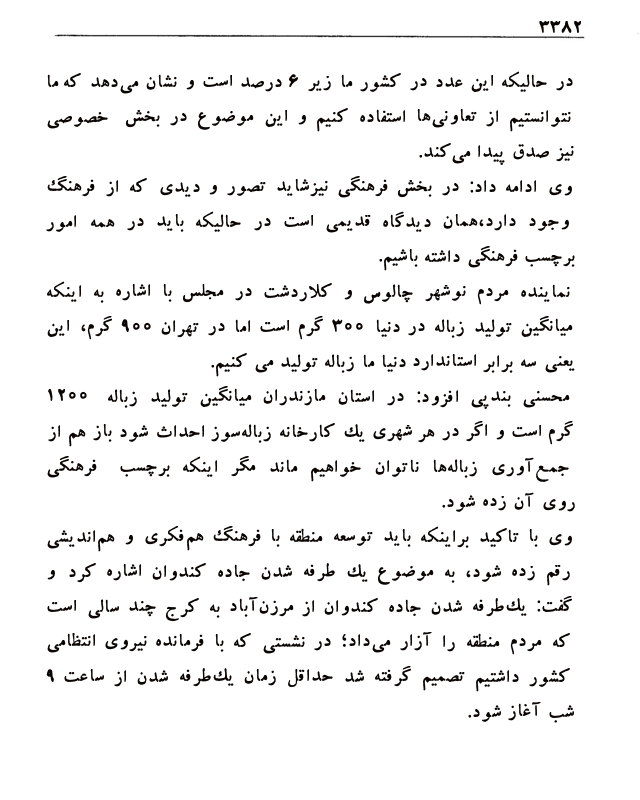 ۳۳۸۲
در حالیکه این عدد در کشور ما زیر ۶ درصد است و نشان می‌دهد که ما
نتوانستیم از تعاونی‌ها استفاده کنیم و این موضوع در بخش خصوصی
نیز صدق پیدا می‌کند.
وی ادامه داد: در بخش فرهنگی نیزشاید تصور و دیدی که از فرهنگ
وجود دارد،همان دیدگاه قدیمی است در حالیکه باید در همه امور
برچسب فرهنگی داشته باشیم.
نماینده مردم نوشهر چالوس و کلاردشت در مجلس با اشاره به اینکه
میانگین تولید زباله در دنیا ۳۰۰ گرم است اما در تهران ۹۰۰ گرم، این
یعنی سه برابر استاندارد دنیا ما زباله تولید می کنیم.
محسنی بندپی افزود: در استان مازندران میانگین تولید زباله ۱۲۰۰
گرم است و اگر در هر شهری یك کارخانه زباله‌سوز احداث شود باز هم از
جمع‌آوری زباله‌ها ناتوان خواهیم ماند مگر اینکه برچسب فرهنگی
روی آن زده شود.
وی با تاکید براینکه باید توسعه منطقه با فرهنگ هم‌فکری و هم‌اندیشی
رقم زده شود، به موضوع یك طرفه شدن جاده کندوان اشاره کرد و
گفت: یك‌طرفه شدن جاده کندوان از مرزن‌آباد به کرج چند سالی است
که مردم منطقه را آزار می‌داد؛ در نشستی که با فرمانده نیروی انتظامی
کشور داشتیم تصمیم گرفته شد حداقل زمان یك‌طرفه شدن از ساعت ۹
شب آغاز شود.